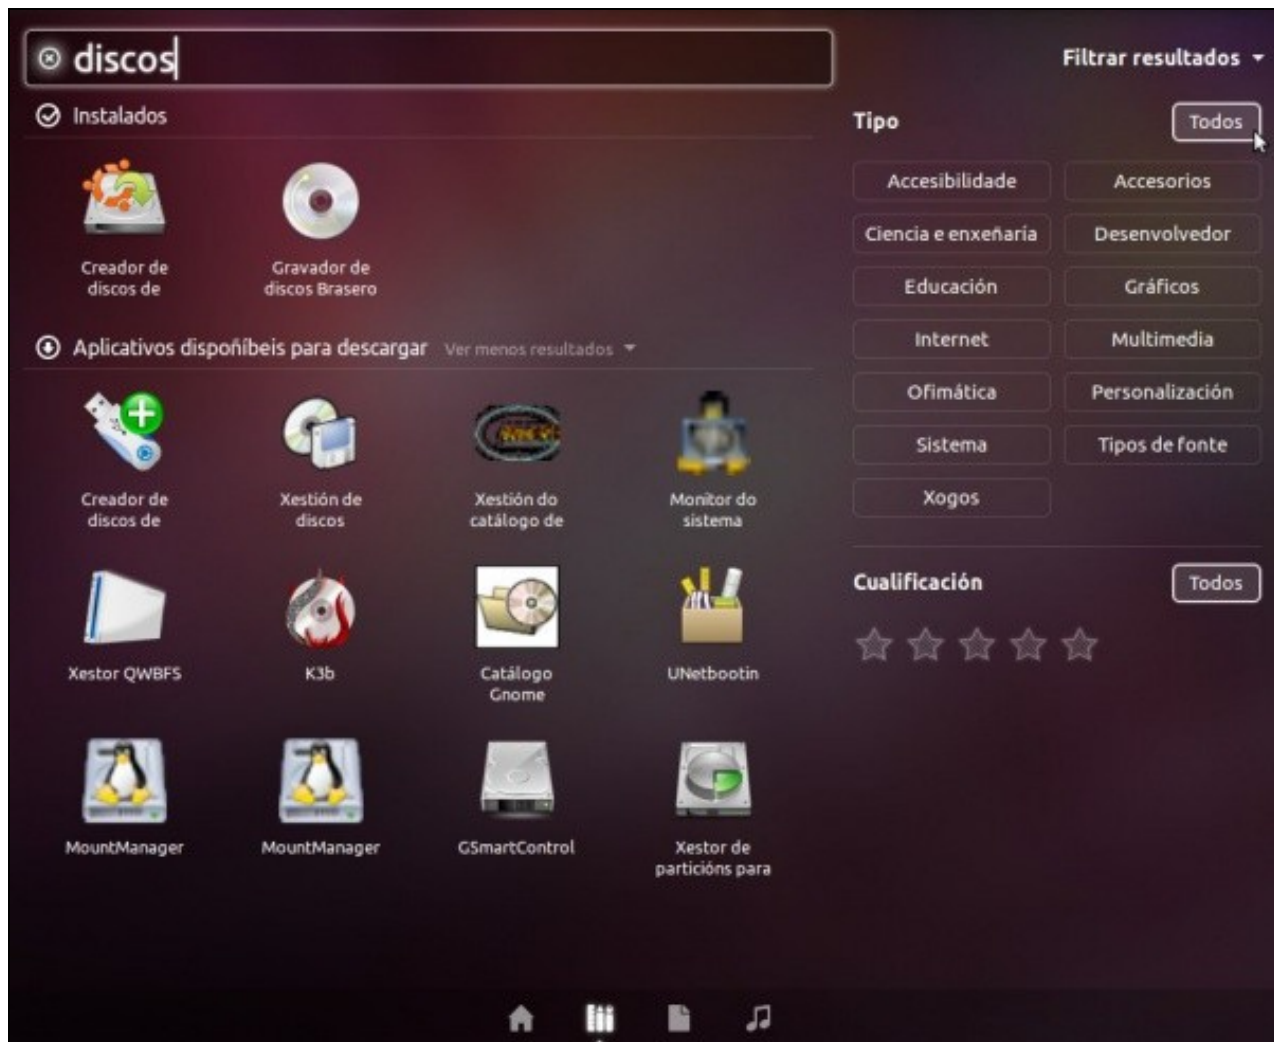 discos
Filtrar resultados
Instalados
Creador de
discos de
Gravador de
discos Brasero
Aplicativos dispoñíbeis para descargar Ver menos resultados
Creador de
discos de
Xestión de
discos
Xestión do
catálogo de
Monitor do
sistema
Xestor QWBFS
K3b
Catálogo
Gnome
UNetbootin
MountManager
MountManager
GSmartControl
Xestor de
particións para
Tipo
Todos
Accesibilidade
Accesorios
Ciencia e enxeñaría
Desenvolvedor
Educación
Gráficos
Internet
Multimedia
Ofimática
Personalización
Sistema
Tipos de fonte
Xogos
Cualificación
Todos